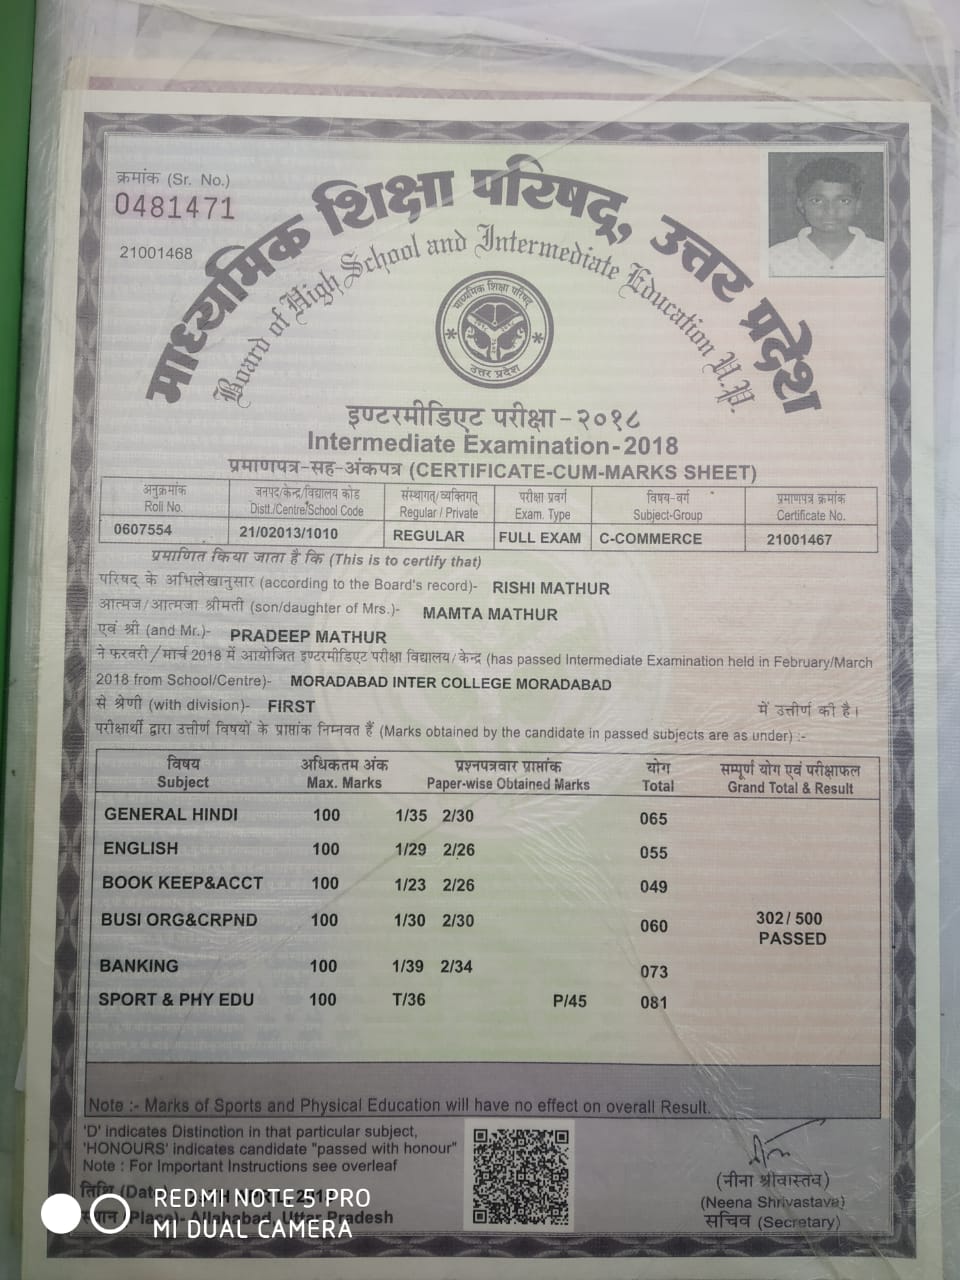 क्रमांक (Sr. No.)
0481471
21001468
माध्यमिक शिक्षा परिषद्, उत्तर प्रदेश
Board of High School and Intermediate Education U.P.
माध्यमिक शिक्षा परिषद्
उत्तर प्रदेश
इण्टरमीडिएट परीक्षा - २०१८
Intermediate Examination - 2018
प्रमाणपत्र-सह-अंकपत्र (CERTIFICATE-CUM-MARKS SHEET)
अनुक्रमांक जनपद/केन्द्र/विद्यालय कोड संस्थागत/व्यक्तिगत परीक्षा प्रवर्ग विषय-वर्ग प्रमाणपत्र क्रमांक
Roll No. Distt./Centre/School Code Regular / Private Exam. Type Subject-Group Certificate No.
0607554 21/02013/1010 REGULAR FULL EXAM C-COMMERCE 21001467
प्रमाणित किया जाता है कि (This is to certify that)
परिषद् के अभिलेखानुसार (according to the Board's record)- RISHI MATHUR
आत्मज/आत्मजा श्रीमती (son/daughter of Mrs.)- MAMTA MATHUR
एवं श्री (and Mr.)- PRADEEP MATHUR
ने फरवरी/मार्च 2018 में आयोजित इण्टरमीडिएट परीक्षा विद्यालय/केन्द्र (has passed Intermediate Examination held in February/March
2018 from School/Centre)- MORADABAD INTER COLLEGE MORADABAD
से श्रेणी (with division)- FIRST में उत्तीर्ण की है।
परीक्षार्थी द्वारा उत्तीर्ण विषयों के प्राप्तांक निम्नवत हैं (Marks obtained by the candidate in passed subjects are as under) :-
विषय अधिकतम अंक प्रश्नपत्रवार प्राप्तांक योग सम्पूर्ण योग एवं परीक्षाफल
Subject Max. Marks Paper-wise Obtained Marks Total Grand Total & Result
GENERAL HINDI 100 1/35 2/30 065
ENGLISH 100 1/29 2/26 055
BOOK KEEP&ACCT 100 1/23 2/26 049
BUSI ORG&CRPND 100 1/30 2/30 060 302/500
PASSED
BANKING 100 1/39 2/34 073
SPORT & PHY EDU 100 T/36 P/45 081
Note :- Marks of Sports and Physical Education will have no effect on overall Result.
'D' indicates Distinction in that particular subject,
'HONOURS' indicates candidate "passed with honour"
Note : For Important Instructions see overleaf
तिथि (Date)
स्थान (Place)- Allahabad, Uttar Pradesh
(नीना श्रीवास्तव)
(Neena Shrivastava)
सचिव (Secretary)
REDMI NOTE 5 PRO
MI DUAL CAMERA